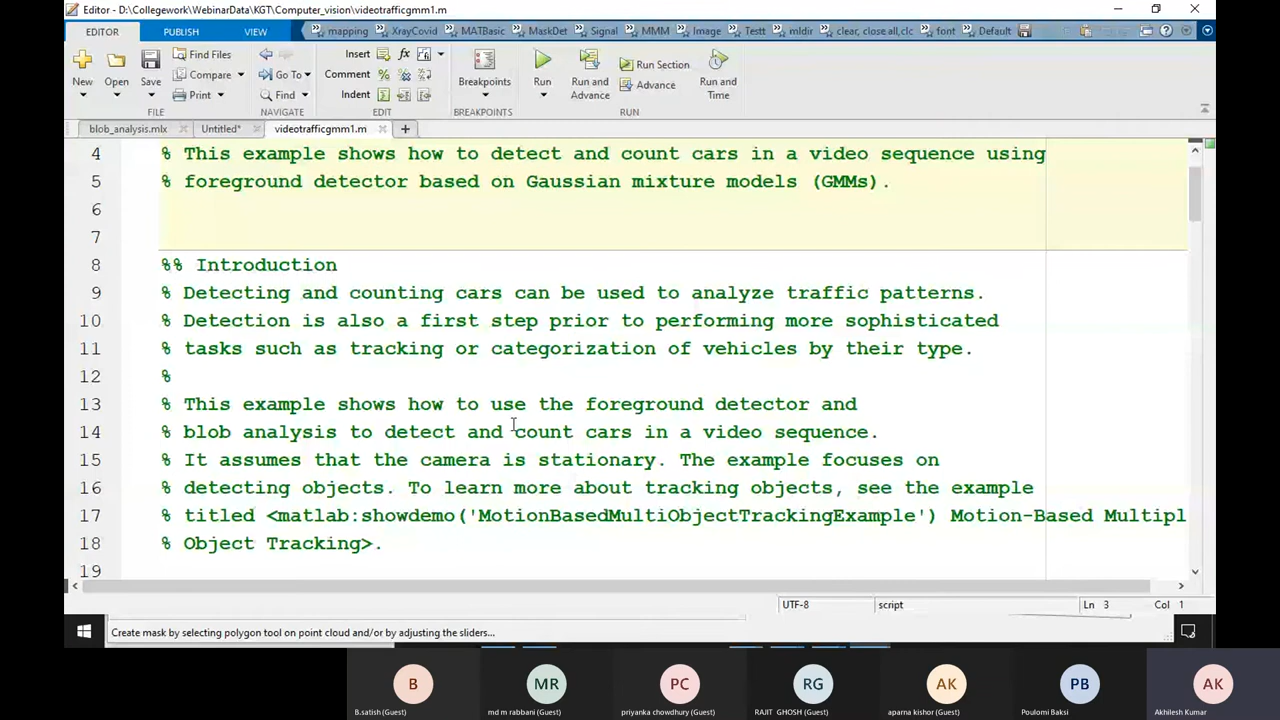 Editor - D:\Collegework\WebinarData\KGT\Computer_vision\videotrafficgmm1.m
EDITOR PUBLISH VIEW mapping XrayCovid MATBasic MaskDet Signal MMM Image Testt mldir clear, close all,clc font Default
New Open Save Find Files Compare Print
Go To Find
Insert fx
Comment
Indent
Breakpoints
Run Run and Advance Run Section Advance Run and Time
FILE NAVIGATE EDIT BREAKPOINTS RUN
blob_analysis.mlx Untitled* videotrafficgmm1.m +
4 % This example shows how to detect and count cars in a video sequence using
5 % foreground detector based on Gaussian mixture models (GMMs).
6
7
8 %% Introduction
9 % Detecting and counting cars can be used to analyze traffic patterns.
10 % Detection is also a first step prior to performing more sophisticated
11 % tasks such as tracking or categorization of vehicles by their type.
12 %
13 % This example shows how to use the foreground detector and
14 % blob analysis to detect and count cars in a video sequence.
15 % It assumes that the camera is stationary. The example focuses on
16 % detecting objects. To learn more about tracking objects, see the example
17 % titled <matlab:showdemo('MotionBasedMultiObjectTrackingExample') Motion-Based Multipl
18 % Object Tracking>.
19
UTF-8 script Ln 3 Col 1
Create mask by selecting polygon tool on point cloud and/or by adjusting the sliders...
B MR PC RG AK PB AK
B.satish (Guest) md m rabbani (Guest) priyanka chowdhury (Guest) RAJIT GHOSH (Guest) aparna kishor (Guest) Poulomi Baksi Akhilesh Kumar